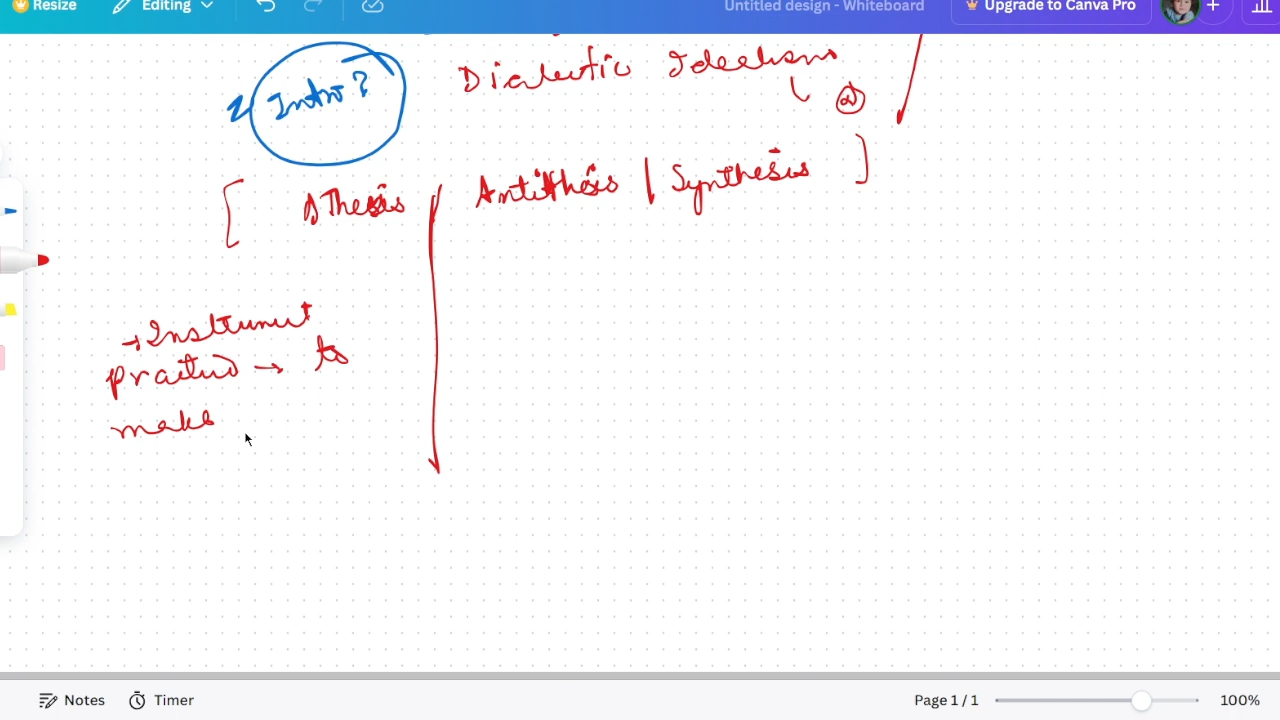 Resize Editing Untitled design - Whiteboard Upgrade to Canva Pro
Dialectic Idealism
2 Intro?
Thesis | Antithesis | Synthesis
→ Instrument
→ to
make
Notes Timer Page 1 / 1 100%